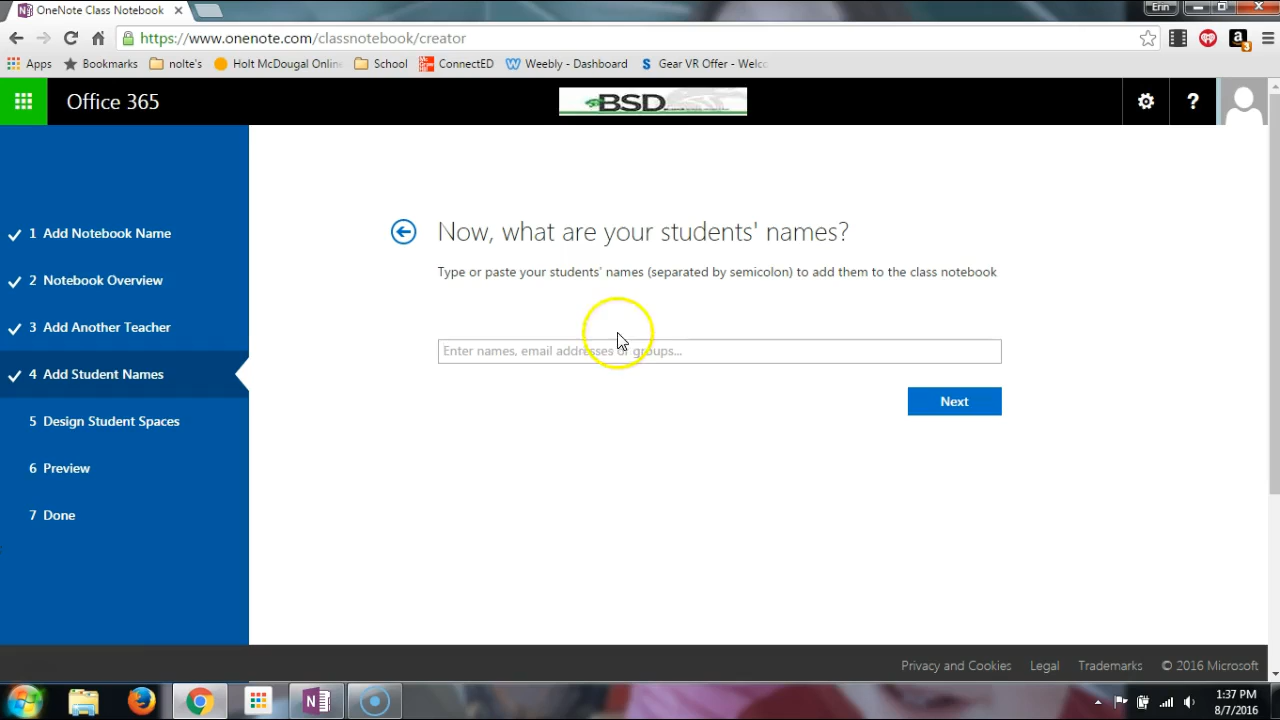 OneNote Class Notebook
Erin
https://www.onenote.com/classnotebook/creator
3
Apps
Bookmarks
nolte's
Holt McDougal Online
School
ConnectED
Weebly - Dashboard
Gear VR Offer - Welc
Office 365
BSD
?
1 Add Notebook Name
2 Notebook Overview
3 Add Another Teacher
4 Add Student Names
5 Design Student Spaces
6 Preview
7 Done
Now, what are your students' names?
Type or paste your students' names (separated by semicolon) to add them to the class notebook
Enter names, email addresses or groups...
Next
Privacy and Cookies
Legal
Trademarks
© 2016 Microsoft
1:37 PM
8/7/2016